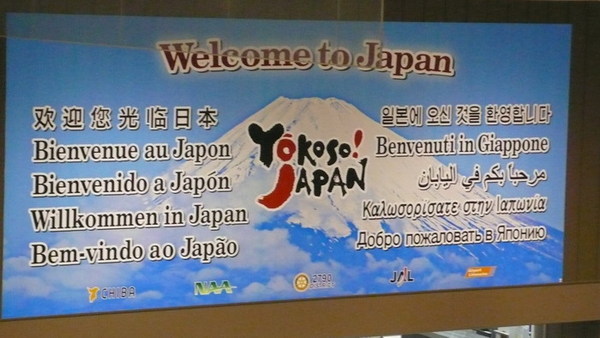 Welcome to Japan
欢迎您光临日本
Bienvenue au Japon
Bienvenido a Japón
Willkommen in Japan
Bem-vindo ao Japão
Yōkoso!
JAPAN
일본에 오신 것을 환영합니다
Benvenuti in Giappone
مرحباً بكم في اليابان
Καλωσορίσατε στην Ιαπωνία
Добро пожаловать в Японию
CHIBA
NAA
2790
JAL